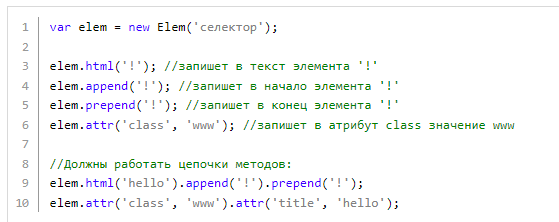 1 var elem = new Elem('селектор');
2
3 elem.html('!'); //запишет в текст элемента '!'
4 elem.append('!'); //запишет в начало элемента '!'
5 elem.prepend('!'); //запишет в конец элемента '!'
6 elem.attr('class', 'www'); //запишет в атрибут class значение www
7
8 //Должны работать цепочки методов:
9 elem.html('hello').append('!').prepend('!');
10 elem.attr('class', 'www').attr('title', 'hello');